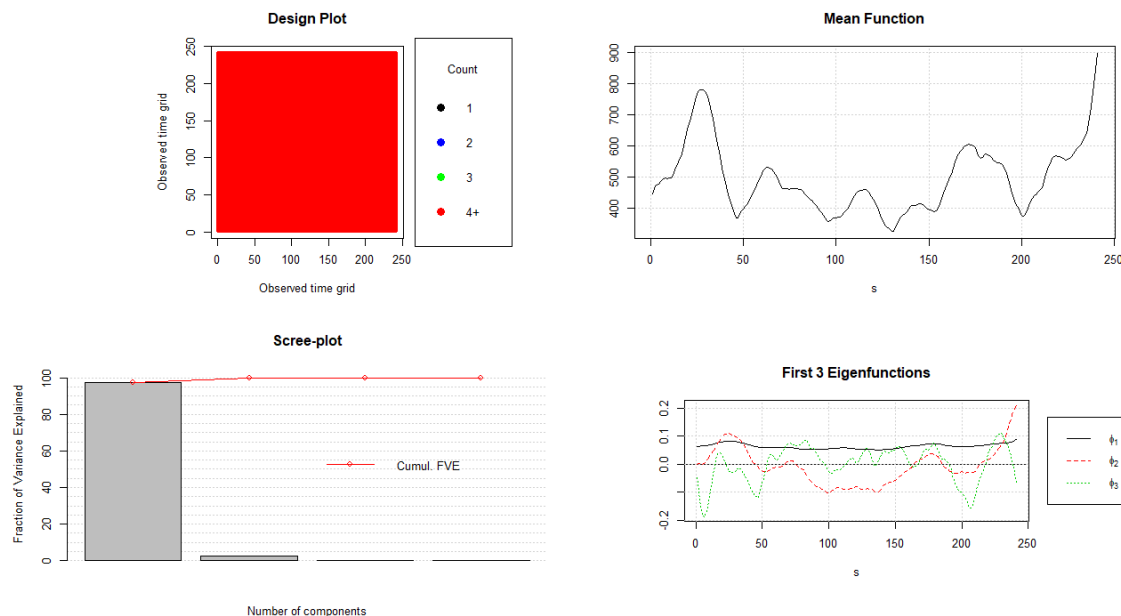 Design Plot
Observed time grid
250
200
150
100
50
0
0 50 100 150 200 250
Observed time grid
Count
1
2
3
4+
Mean Function
900
800
700
600
500
400
0 50 100 150 200 250
s
Scree-plot
Fraction of Variance Explained
100
80
60
40
20
0
Cumul. FVE
Number of components
First 3 Eigenfunctions
0.2
0.1
0.0
-0.2
0 50 100 150 200 250
s
ϕ1
ϕ2
ϕ3